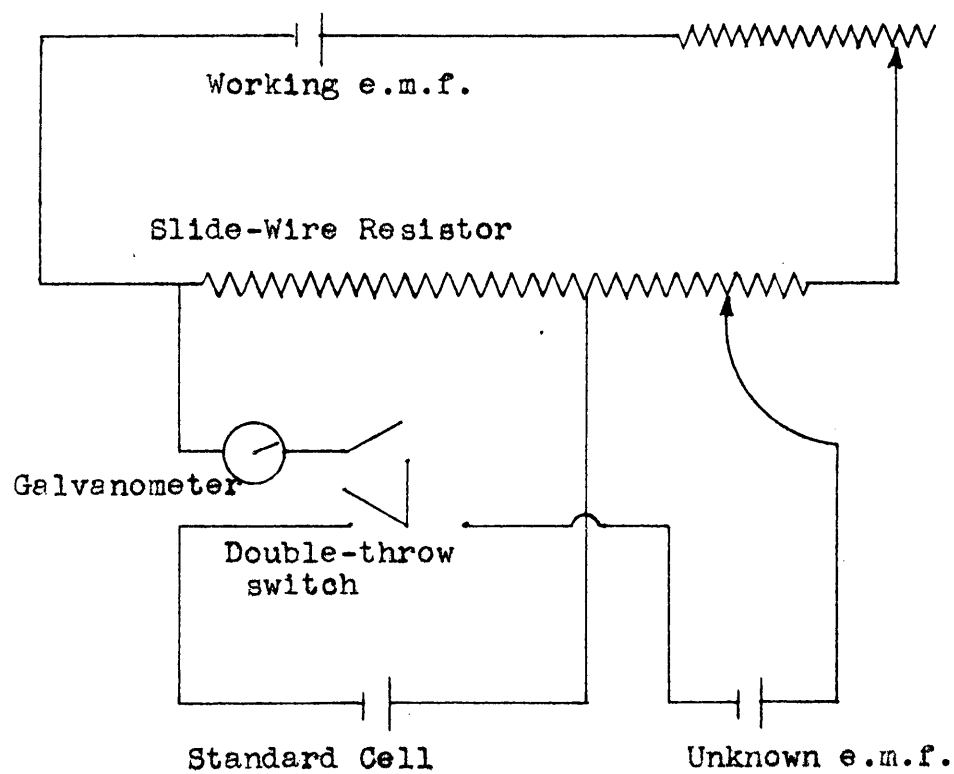 Working e.m.f.
Slide-Wire Resistor
Galvanometer
Double-throw
switch
Standard Cell
Unknown e.m.f.